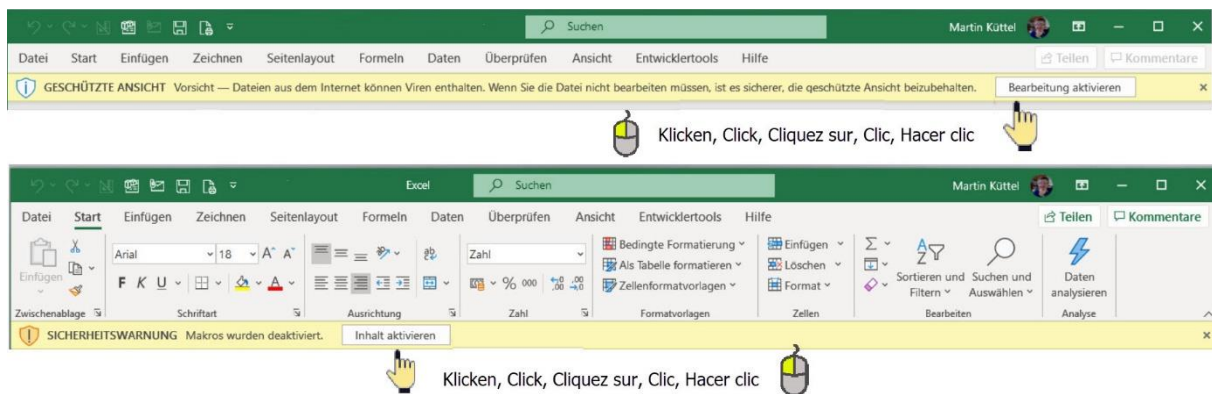 Suchen Martin Küttel
Datei Start Einfügen Zeichnen Seitenlayout Formeln Daten Überprüfen Ansicht Entwicklertools Hilfe Teilen Kommentare
GESCHÜTZTE ANSICHT Vorsicht — Dateien aus dem Internet können Viren enthalten. Wenn Sie die Datei nicht bearbeiten müssen, ist es sicherer, die geschützte Ansicht beizubehalten. Bearbeitung aktivieren
Klicken, Click, Cliquez sur, Clic, Hacer clic
Excel Suchen Martin Küttel
Datei Start Einfügen Zeichnen Seitenlayout Formeln Daten Überprüfen Ansicht Entwicklertools Hilfe Teilen Kommentare
Einfügen
Arial 18 A A
F K U A
ab
Zahl
% 000
Bedingte Formatierung
Als Tabelle formatieren
Zellenformatvorlagen
Einfügen
Löschen
Format
Sortieren und
Filtern
Suchen und
Auswählen
Daten
analysieren
Zwischenablage Schriftart Ausrichtung Zahl Formatvorlagen Zellen Bearbeiten Analyse
SICHERHEITSWARNUNG Makros wurden deaktiviert. Inhalt aktivieren
Klicken, Click, Cliquez sur, Clic, Hacer clic